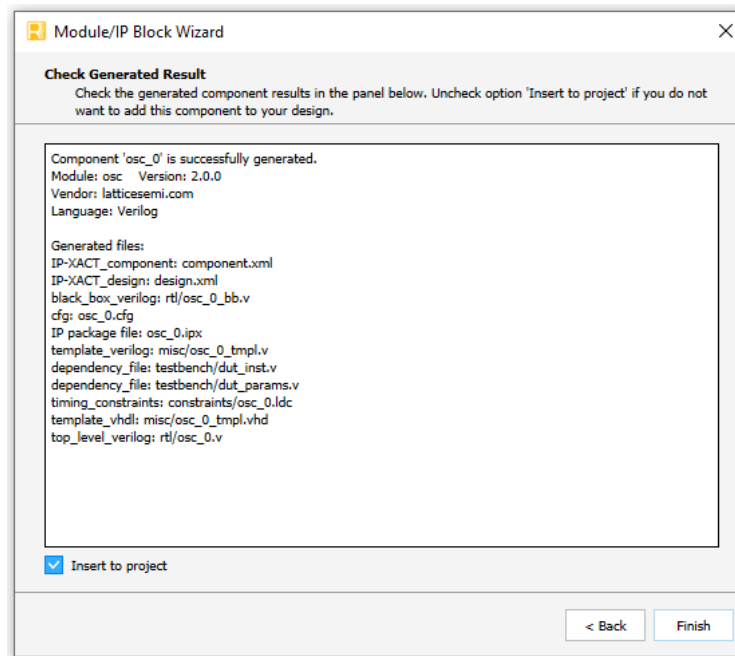 Module/IP Block Wizard
Check Generated Result
Check the generated component results in the panel below. Uncheck option 'Insert to project' if you do not
want to add this component to your design.
Component 'osc_0' is successfully generated.
Module: osc Version: 2.0.0
Vendor: latticesemi.com
Language: Verilog
Generated files:
IP-XACT_component: component.xml
IP-XACT_design: design.xml
black_box_verilog: rtl/osc_0_bb.v
cfg: osc_0.cfg
IP package file: osc_0.ipx
template_verilog: misc/osc_0_tmpl.v
dependency_file: testbench/dut_inst.v
dependency_file: testbench/dut_params.v
timing_constraints: constraints/osc_0.ldc
template_vhdl: misc/osc_0_tmpl.vhd
top_level_verilog: rtl/osc_0.v
Insert to project
< Back
Finish